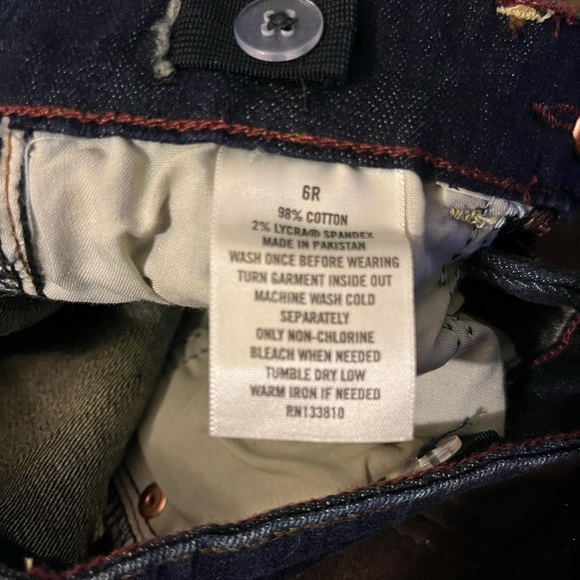 6R
98% COTTON
2% LYCRA® SPANDEX
MADE IN PAKISTAN
WASH ONCE BEFORE WEARING
TURN GARMENT INSIDE OUT
MACHINE WASH COLD
SEPARATELY
ONLY NON-CHLORINE
BLEACH WHEN NEEDED
TUMBLE DRY LOW
WARM IRON IF NEEDED
RN133810